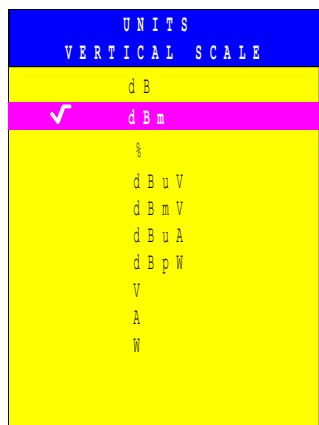 UNITS
VERTICAL SCALE
dB
√ dBm
%
dBuV
dBmV
dBuA
dBpW
V
A
W